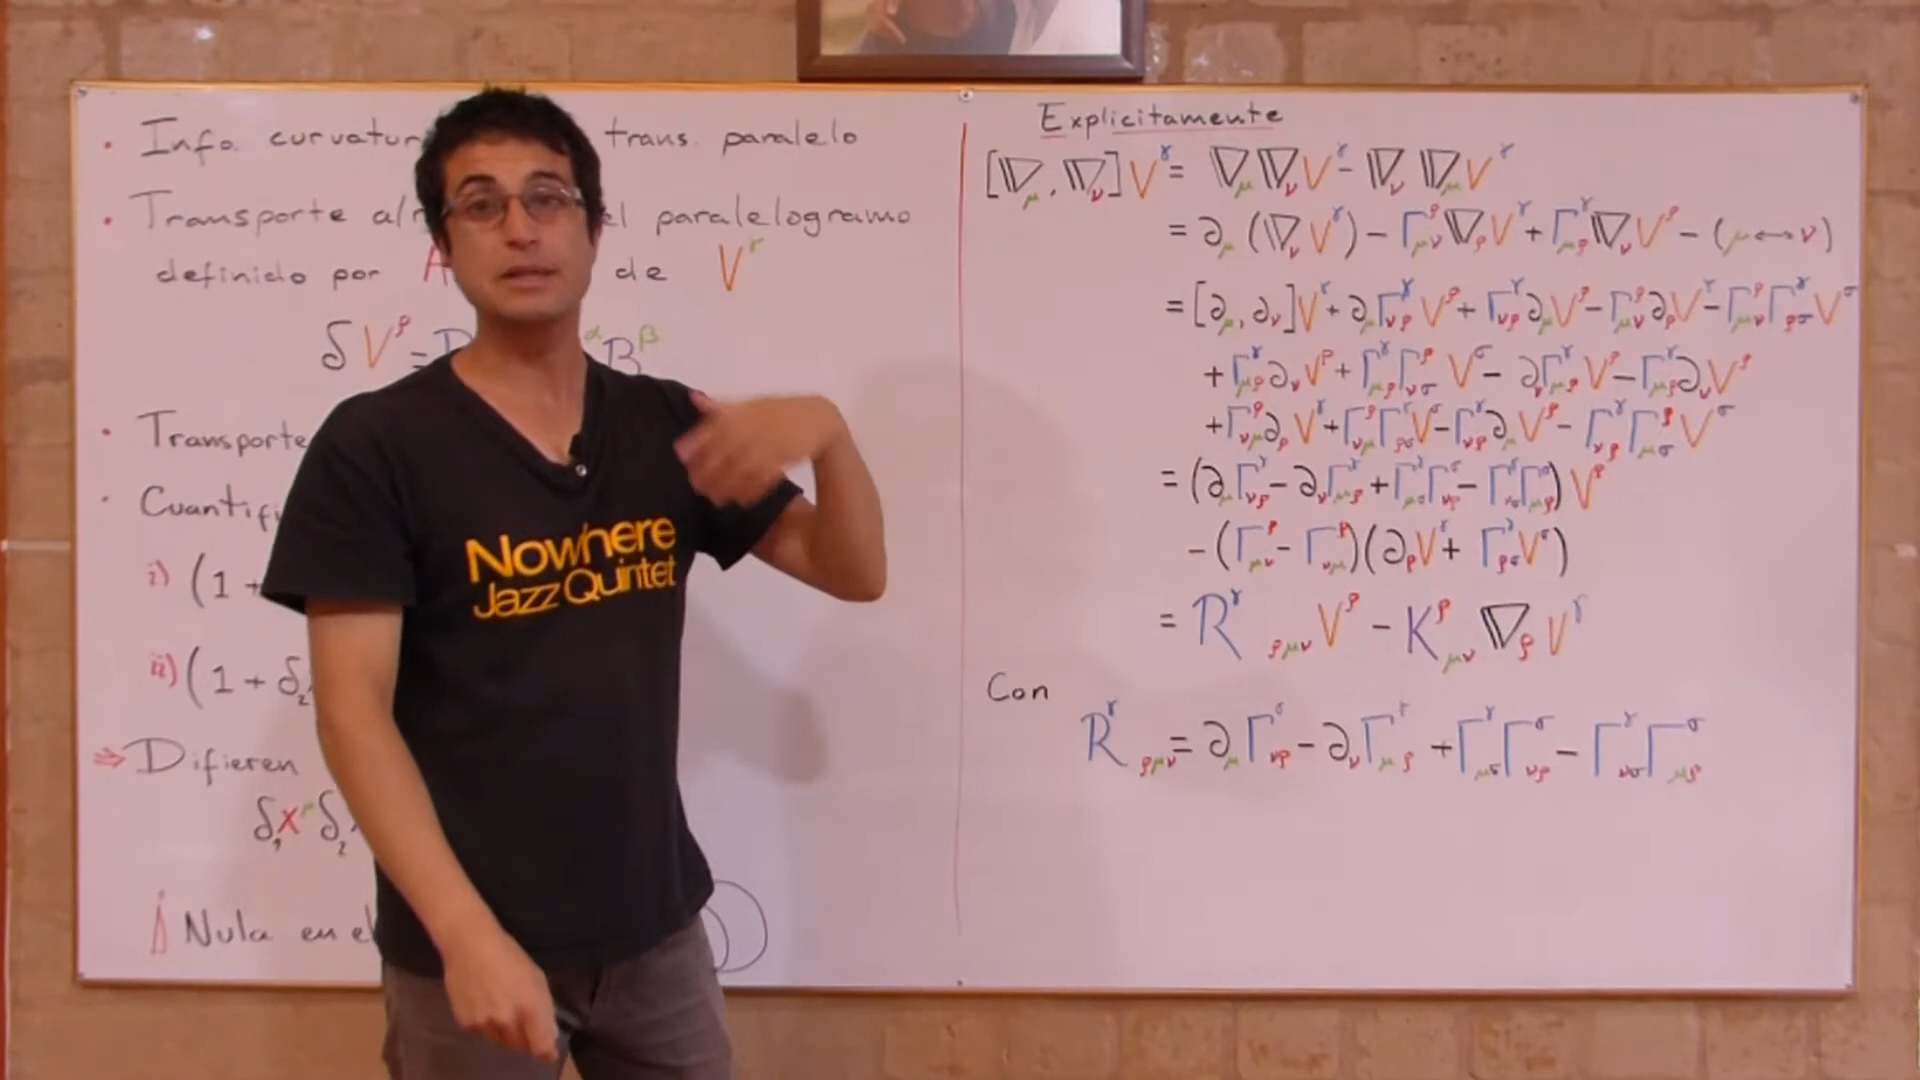 • Info. curvatur trans. paralelo
• Transporte al el paralelogramo
definido por A de V^γ
δV^ρ = B^β
• Transporte
• Cuantifi
i) (1 +
ii) (1 + δ₂
⇒ Difieren
δ₁x^μ δ₂
¡ Nula en el
Nowhere
Jazz Quintet
Explicitamente
[∇_μ, ∇_ν] V^γ = ∇_μ ∇_ν V^γ - ∇_ν ∇_μ V^γ
= ∂_μ (∇_ν V^γ) - Γ^ρ_μν ∇_ρ V^γ + Γ^γ_μρ ∇_ν V^ρ - (μ ↔ ν)
= [∂_μ, ∂_ν] V^γ + ∂_μ Γ^γ_νρ V^ρ + Γ^γ_νρ ∂_μ V^ρ - Γ^ρ_μν ∂_ρ V^γ - Γ^ρ_μν Γ^γ_ρσ V^σ
+ Γ^γ_μρ ∂_ν V^ρ + Γ^γ_μρ Γ^ρ_νσ V^σ - ∂_ν Γ^γ_μρ V^ρ - Γ^γ_μρ ∂_ν V^ρ
+ Γ^ρ_νμ ∂_ρ V^γ + Γ^ρ_νμ Γ^γ_ρσ V^σ - Γ^γ_νρ ∂_μ V^ρ - Γ^γ_νρ Γ^ρ_μσ V^σ
= (∂_μ Γ^γ_νρ - ∂_ν Γ^γ_μρ + Γ^γ_μσ Γ^σ_νρ - Γ^γ_νσ Γ^σ_μρ) V^ρ
- (Γ^ρ_μν - Γ^ρ_νμ)(∂_ρ V^γ + Γ^γ_ρσ V^σ)
= R^γ_ρμν V^ρ - K^ρ_μν ∇_ρ V^γ
Con
R^γ_ρμν = ∂_μ Γ^γ_νρ - ∂_ν Γ^γ_μρ + Γ^γ_μσ Γ^σ_νρ - Γ^γ_νσ Γ^σ_μρ